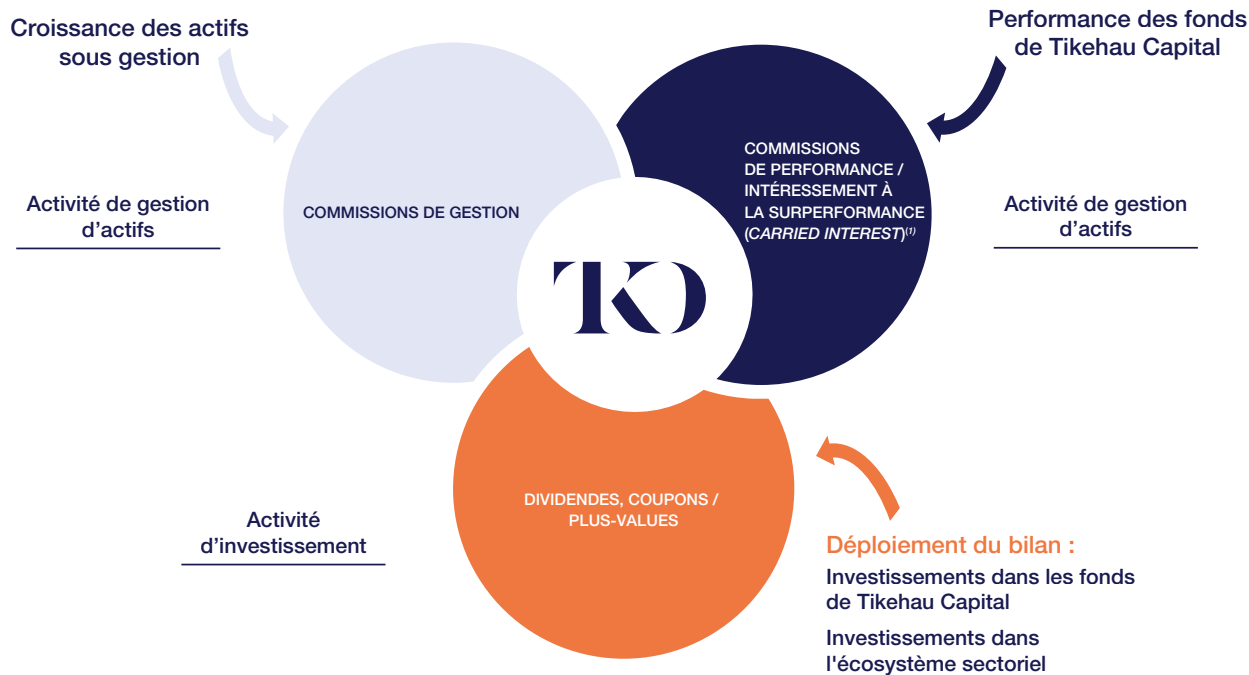 Croissance des actifs
sous gestion
Performance des fonds
de Tikehau Capital
COMMISSIONS DE GESTION
COMMISSIONS
DE PERFORMANCE /
INTÉRESSEMENT À
LA SURPERFORMANCE
(CARRIED INTEREST)(1)
Activité de gestion
d’actifs
Activité de gestion
d’actifs
TKO
DIVIDENDES, COUPONS /
PLUS-VALUES
Activité
d’investissement
Déploiement du bilan :
Investissements dans les fonds
de Tikehau Capital
Investissements dans
l'écosystème sectoriel